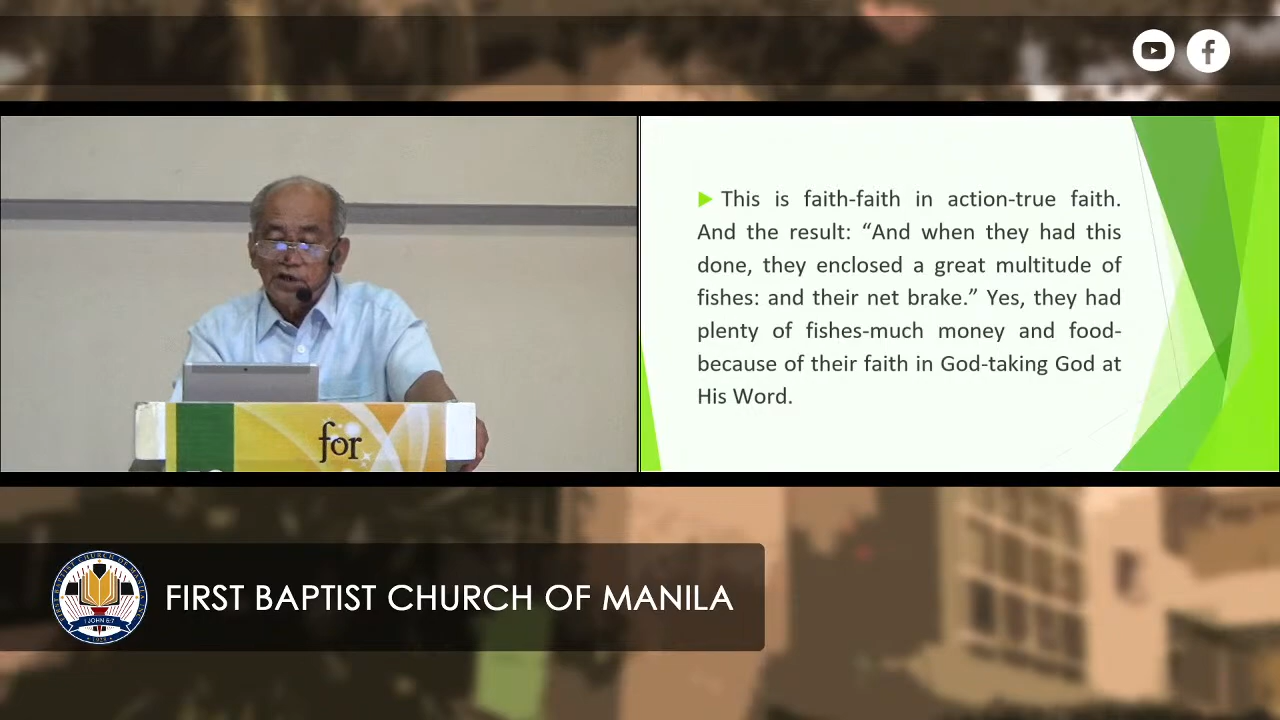 This is faith-faith in action-true faith.
And the result: “And when they had this
done, they enclosed a great multitude of
fishes: and their net brake.” Yes, they had
plenty of fishes-much money and food-
because of their faith in God-taking God at
His Word.
for
FIRST BAPTIST CHURCH OF MANILA